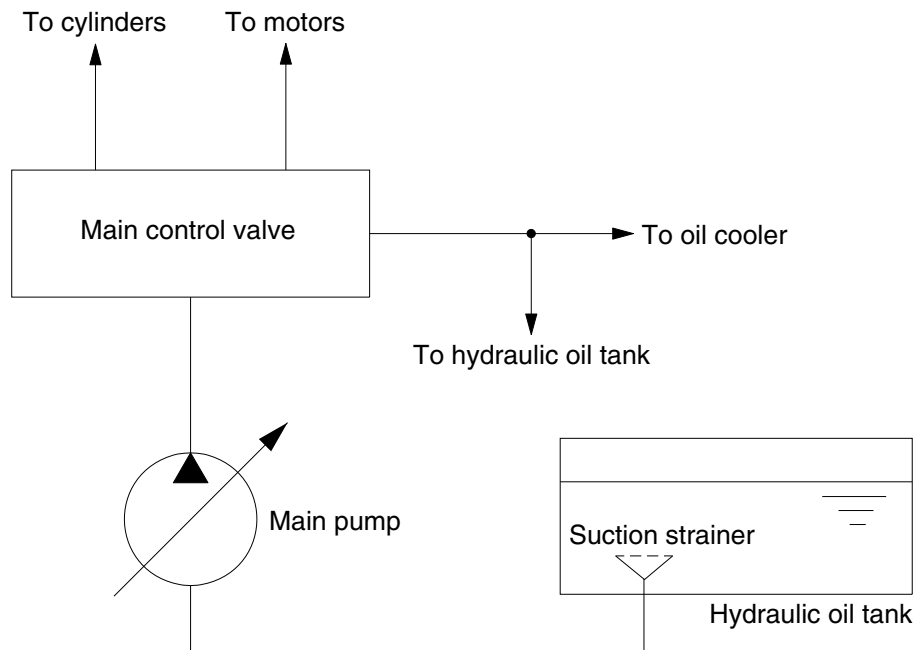 To cylinders
To motors
Main control valve
To oil cooler
To hydraulic oil tank
Main pump
Suction strainer
Hydraulic oil tank